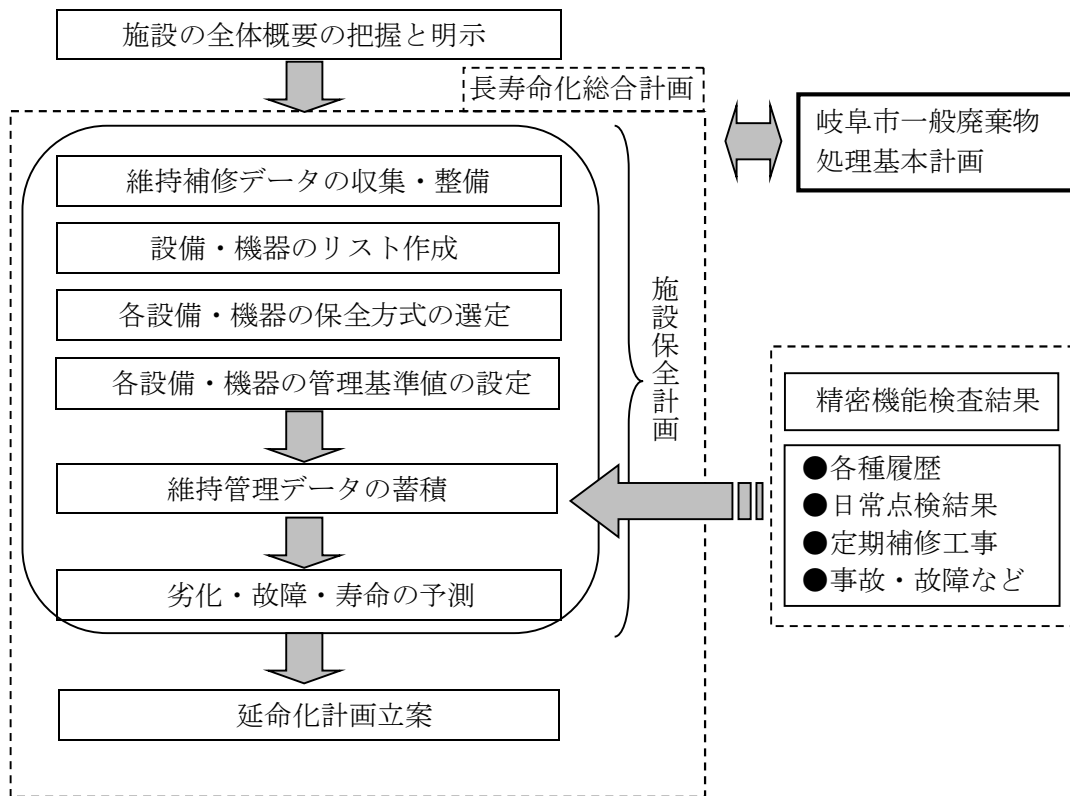 施設の全体概要の把握と明示
長寿命化総合計画
岐阜市一般廃棄物
処理基本計画
維持補修データの収集・整備
設備・機器のリスト作成
各設備・機器の保全方式の選定
各設備・機器の管理基準値の設定
施設保全計画
維持管理データの蓄積
劣化・故障・寿命の予測
延命化計画立案
精密機能検査結果
●各種履歴
●日常点検結果
●定期補修工事
●事故・故障など